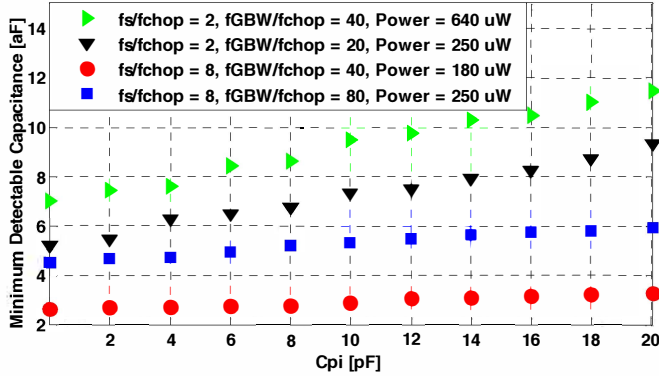 fs/fchop = 2, fGBW/fchop = 40, Power = 640 uW
fs/fchop = 2, fGBW/fchop = 20, Power = 250 uW
fs/fchop = 8, fGBW/fchop = 40, Power = 180 uW
fs/fchop = 8, fGBW/fchop = 80, Power = 250 uW
Minimum Detectable Capacitance [aF]
14
12
10
8
6
4
2
2 4 6 8 10 12 14 16 18 20
Cpi [pF]